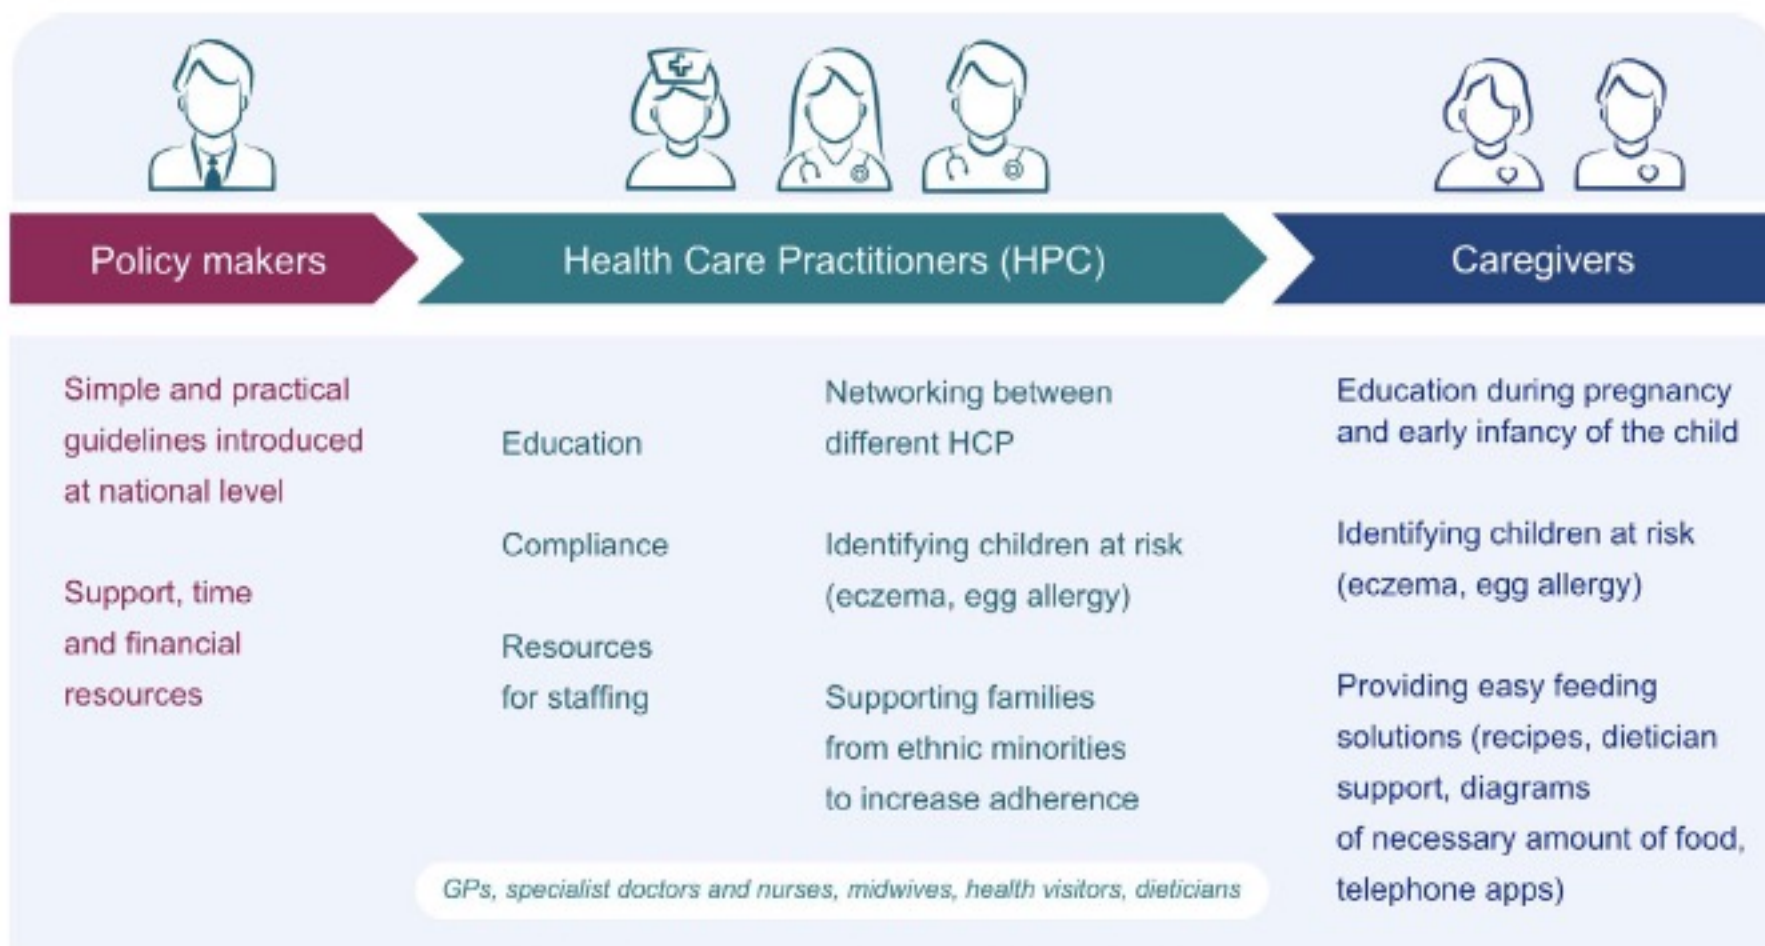 Policy makers
Health Care Practitioners (HPC)
Caregivers
Simple and practical
guidelines introduced
at national level
Support, time
and financial
resources
Education
Compliance
Resources
for staffing
Networking between
different HCP
Identifying children at risk
(eczema, egg allergy)
Supporting families
from ethnic minorities
to increase adherence
GPs, specialist doctors and nurses, midwives, health visitors, dieticians
Education during pregnancy
and early infancy of the child
Identifying children at risk
(eczema, egg allergy)
Providing easy feeding
solutions (recipes, dietician
support, diagrams
of necessary amount of food,
telephone apps)